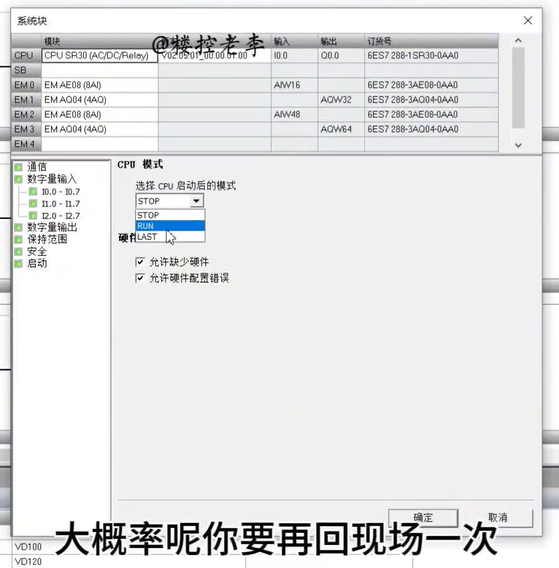 系统块
模块 版本 输入 输出 订货号
@楼控老李
CPU CPU SR30 (AC/DC/Relay) V02.05.01_00.00.01.00 I0.0 Q0.0 6ES7 288-1SR30-0AA0
SB
EM 0 EM AE08 (8AI) AIW16 6ES7 288-3AE08-0AA0
EM 1 EM AQ04 (4AQ) AQW32 6ES7 288-3AQ04-0AA0
EM 2 EM AE08 (8AI) AIW48 6ES7 288-3AE08-0AA0
EM 3 EM AQ04 (4AQ) AQW64 6ES7 288-3AQ04-0AA0
EM 4
通信
数字量输入
I0.0 - I0.7
I1.0 - I1.7
I2.0 - I2.7
数字量输出
保持范围
安全
启动
CPU 模式
选择 CPU 启动后的模式
STOP
STOP
RUN
LAST
硬件
允许缺少硬件
允许硬件配置错误
确定 取消
大概率呢你要再回现场一次
VD100
VD120